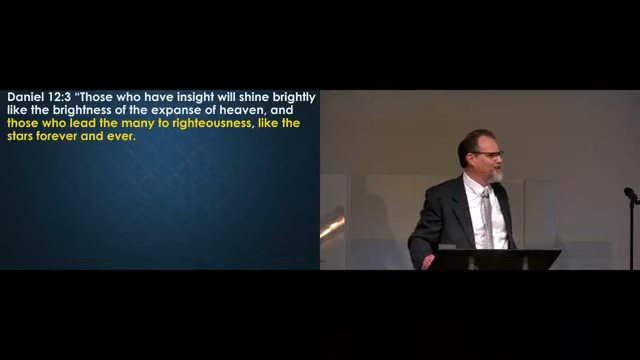 Daniel 12:3 “Those who have insight will shine brightly
like the brightness of the expanse of heaven, and
those who lead the many to righteousness, like the
stars forever and ever.